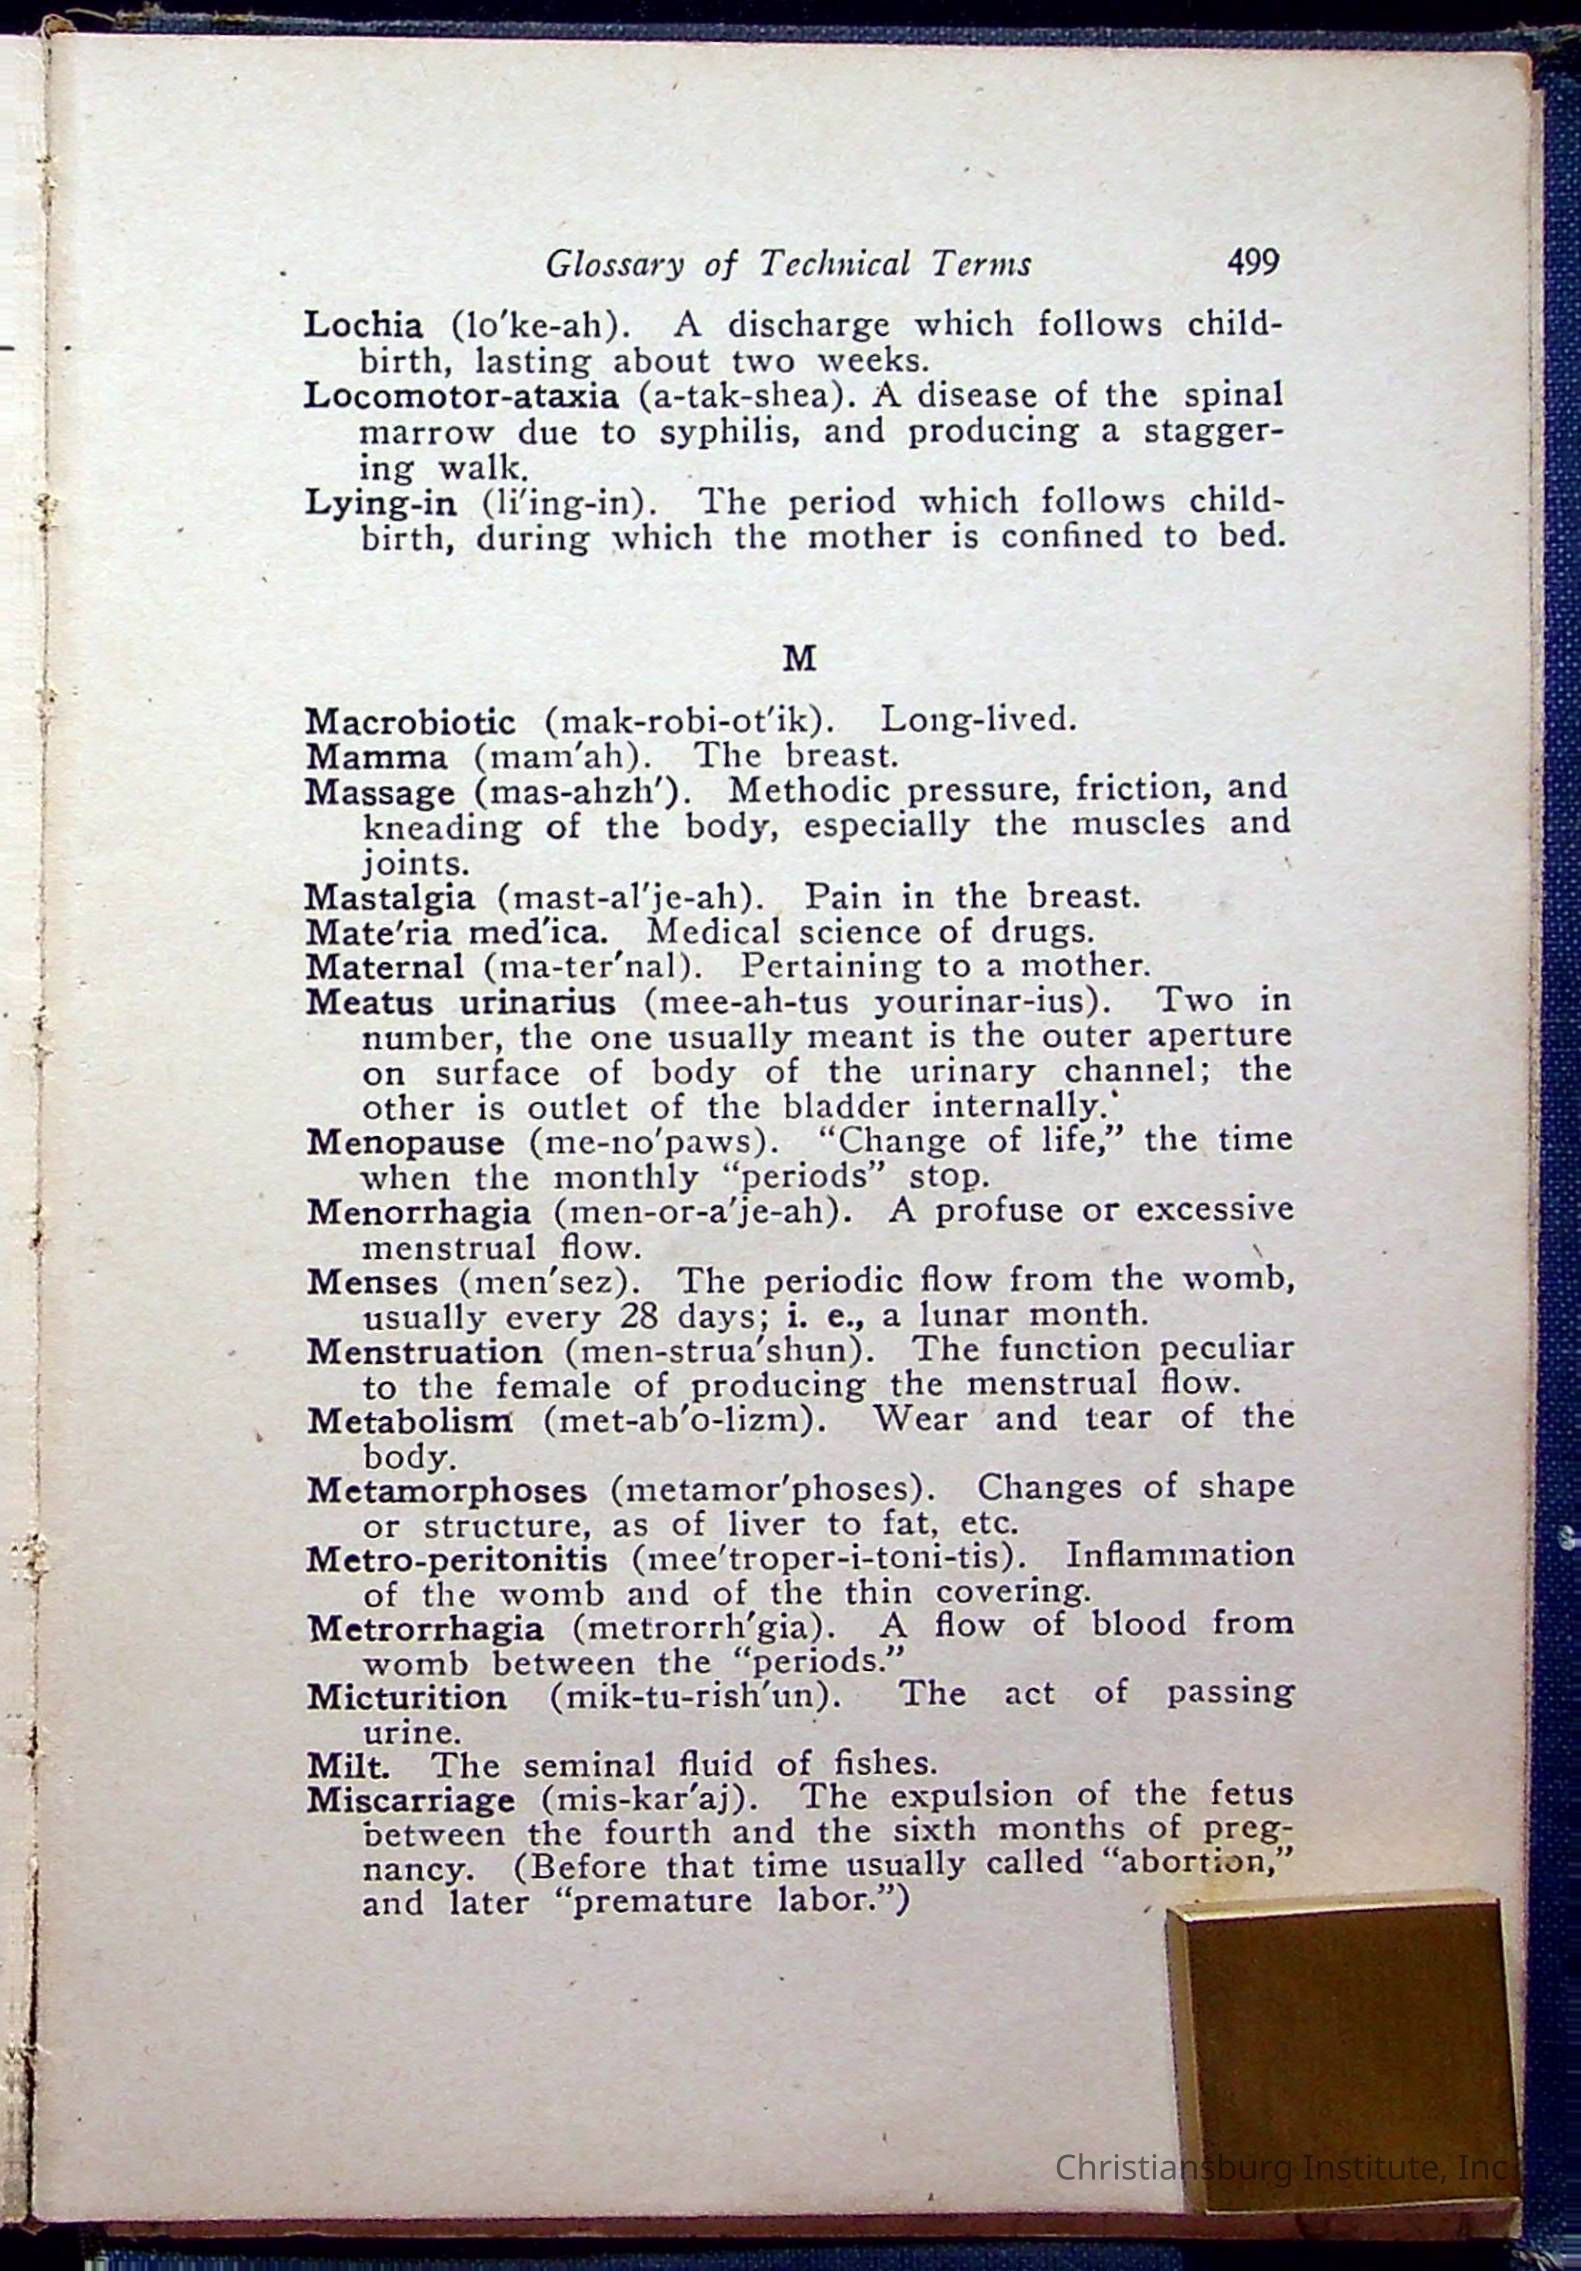 Glossary of Technical Terms 499
Lochia (lo'ke-ah). A discharge which follows child-
birth, lasting about two weeks.
Locomotor-ataxia (a-tak-shea). A disease of the spinal
marrow due to syphilis, and producing a stagger-
ing walk.
Lying-in (li'ing-in). The period which follows child-
birth, during which the mother is confined to bed.
M
Macrobiotic (mak-robi-ot'ik). Long-lived.
Mamma (mam'ah). The breast.
Massage (mas-ahzh'). Methodic pressure, friction, and
kneading of the body, especially the muscles and
joints.
Mastalgia (mast-al'je-ah). Pain in the breast.
Mate'ria med'ica. Medical science of drugs.
Maternal (ma-ter'nal). Pertaining to a mother.
Meatus urinarius (mee-ah-tus yourinar-ius). Two in
number, the one usually meant is the outer aperture
on surface of body of the urinary channel; the
other is outlet of the bladder internally.
Menopause (me-no'paws). “Change of life,” the time
when the monthly “periods” stop.
Menorrhagia (men-or-a'je-ah). A profuse or excessive
menstrual flow.
Menses (men'sez). The periodic flow from the womb,
usually every 28 days; i. e., a lunar month.
Menstruation (men-strua'shun). The function peculiar
to the female of producing the menstrual flow.
Metabolism (met-ab'o-lizm). Wear and tear of the
body.
Metamorphoses (metamor'phoses). Changes of shape
or structure, as of liver to fat, etc.
Metro-peritonitis (mee'troper-i-toni-tis). Inflammation
of the womb and of the thin covering.
Metrorrhagia (metrorrh'gia). A flow of blood from
womb between the “periods.”
Micturition (mik-tu-rish'un). The act of passing
urine.
Milt. The seminal fluid of fishes.
Miscarriage (mis-kar'aj). The expulsion of the fetus
between the fourth and the sixth months of preg-
nancy. (Before that time usually called “abortion,”
and later “premature labor.”)
Christiansburg Institute, Inc